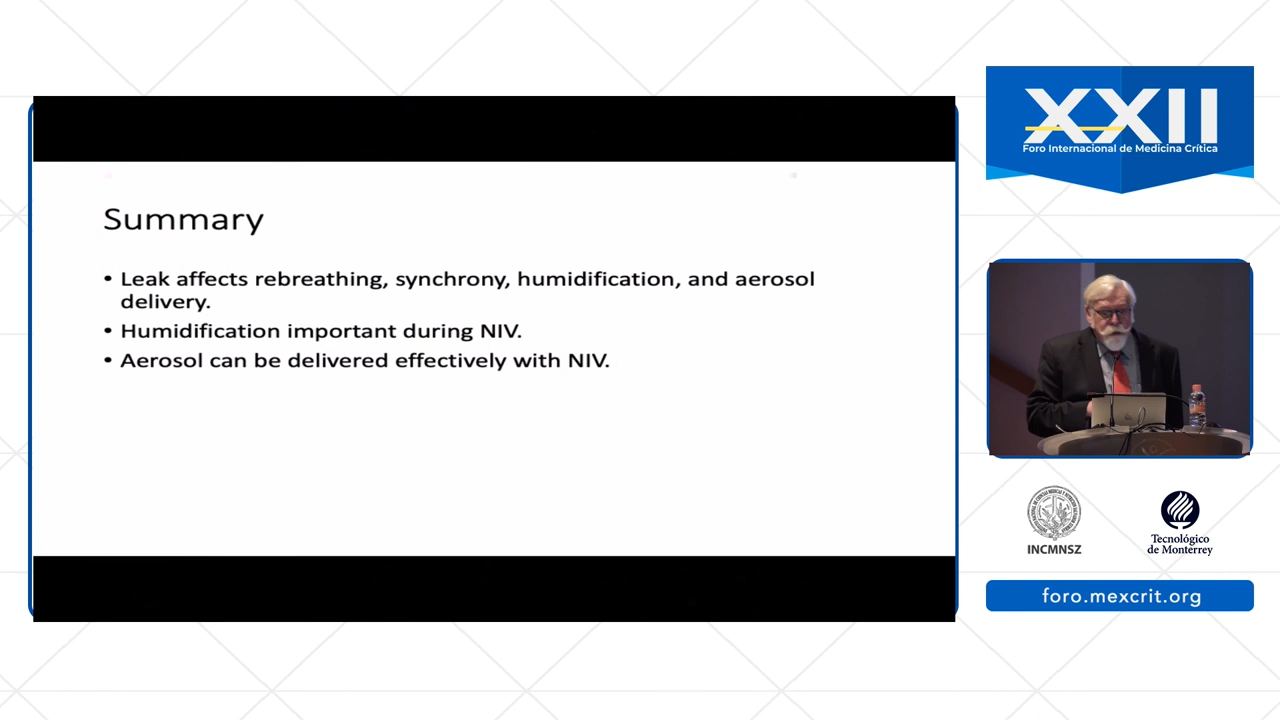 XXII
Foro Internacional de Medicina Crítica
Summary
• Leak affects rebreathing, synchrony, humidification, and aerosol
delivery.
• Humidification important during NIV.
• Aerosol can be delivered effectively with NIV.
INCMNSZ
Tecnológico
de Monterrey
foro.mexcrit.org